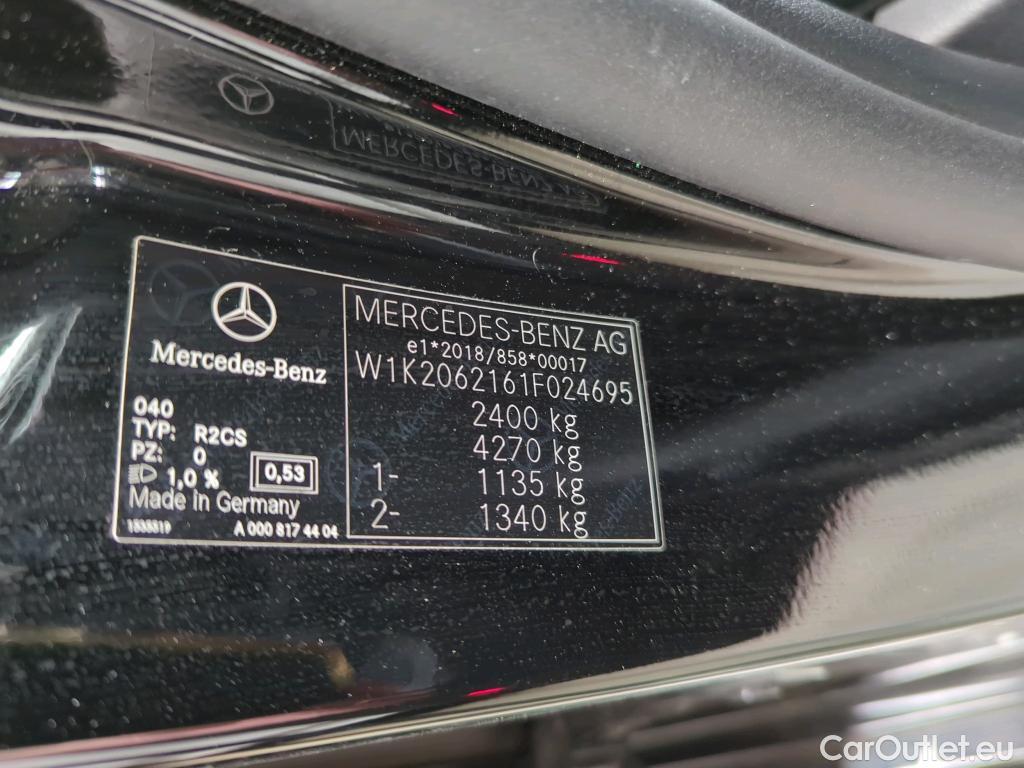 Mercedes-Benz
040
TYP: R2CS
PZ: 0
1,0 %
0,53
Made in Germany
A 000 817 44 04
MERCEDES-BENZ AG
e1*2018/858*00017
W1K2062161F024695
2400 kg
4270 kg
1- 1135 kg
2- 1340 kg
CarOutlet.eu